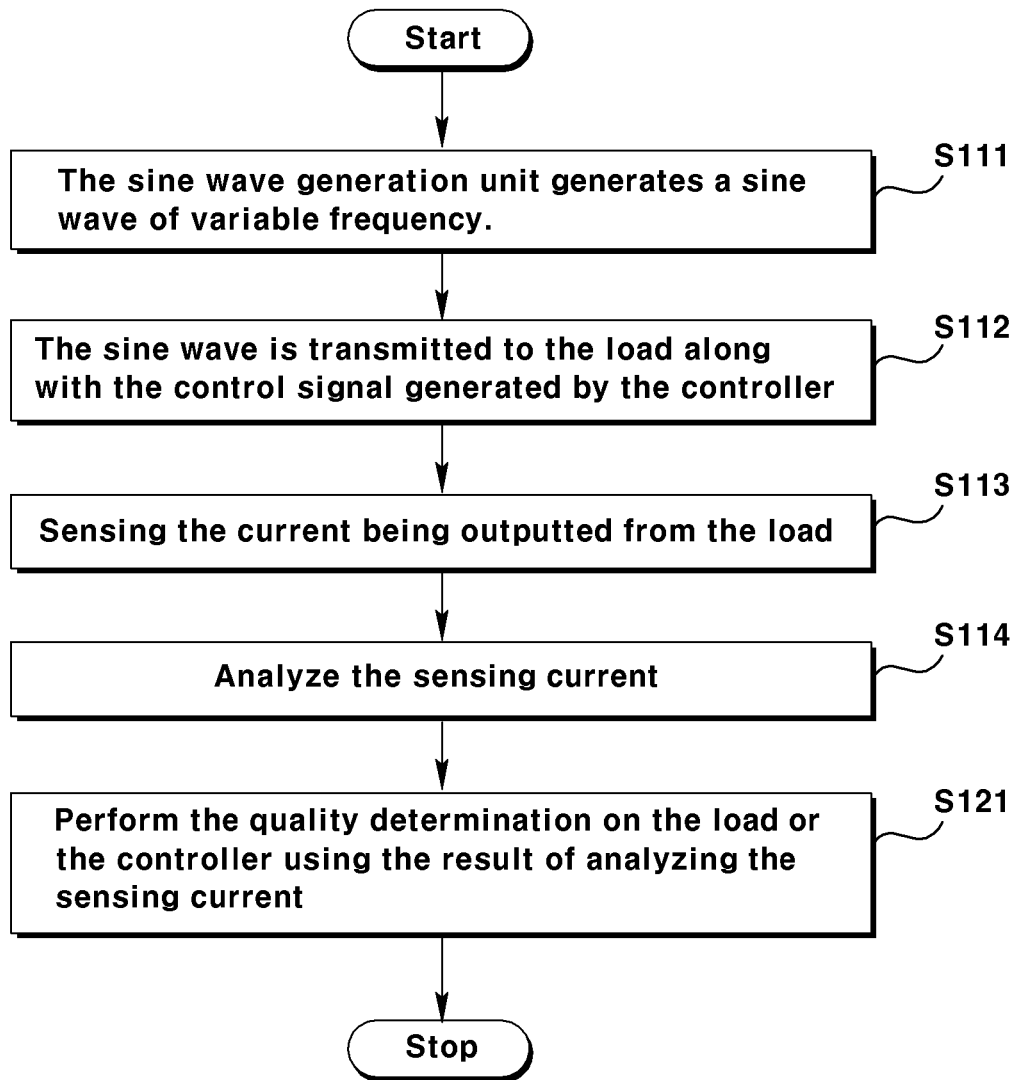 Start
S111
The sine wave generation unit generates a sine
wave of variable frequency.
S112
The sine wave is transmitted to the load along
with the control signal generated by the controller
S113
Sensing the current being outputted from the load
S114
Analyze the sensing current
S121
Perform the quality determination on the load or
the controller using the result of analyzing the
sensing current
Stop